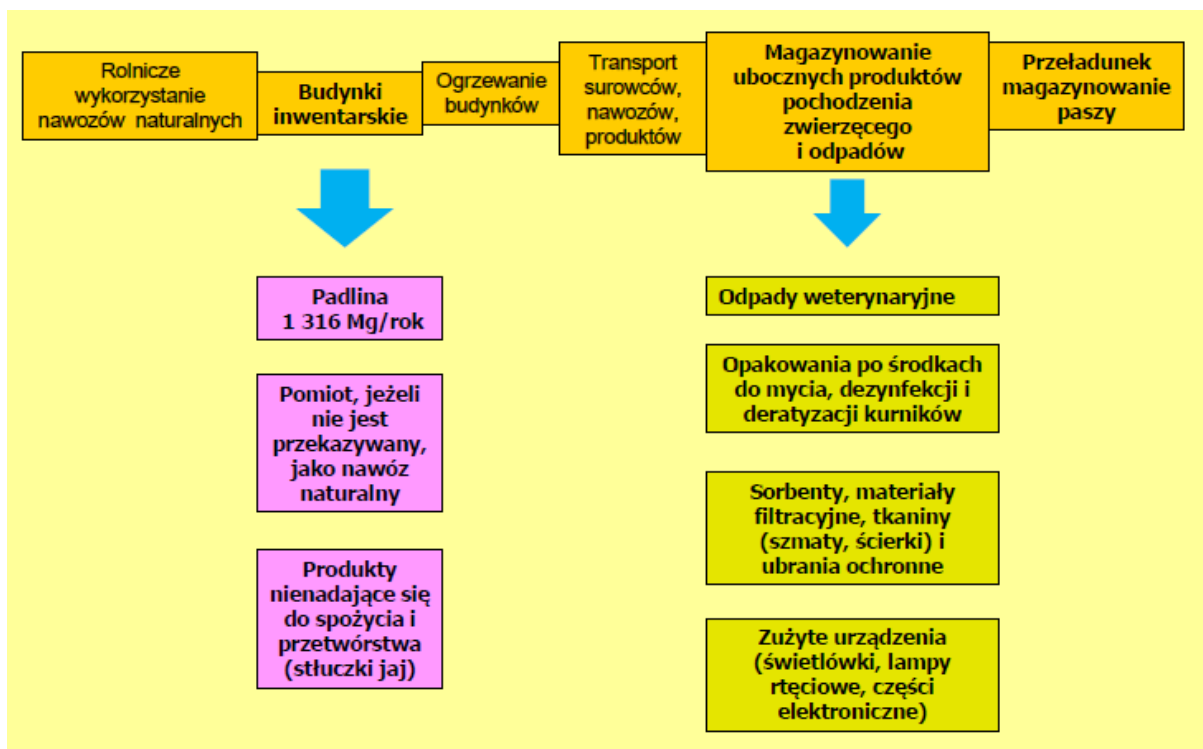 Rolnicze
wykorzystanie
nawozów naturalnych
Budynki
inwentarskie
Ogrzewanie
budynków
Transport
surowców,
nawozów,
produktów
Magazynowanie
ubocznych produktów
pochodzenia
zwierzęcego
i odpadów
Przeładunek
magazynowanie
paszy
Padlina
1 316 Mg/rok
Pomiot, jeżeli
nie jest
przekazywany,
jako nawóz
naturalny
Produkty
nienadające się
do spożycia i
przetwórstwa
(stłuczki jaj)
Odpady weterynaryjne
Opakowania po środkach
do mycia, dezynfekcji i
deratyzacji kurników
Sorbenty, materiały
filtracyjne, tkaniny
(szmaty, ścierki) i
ubrania ochronne
Zużyte urządzenia
(świetlówki, lampy
rtęciowe, części
elektroniczne)